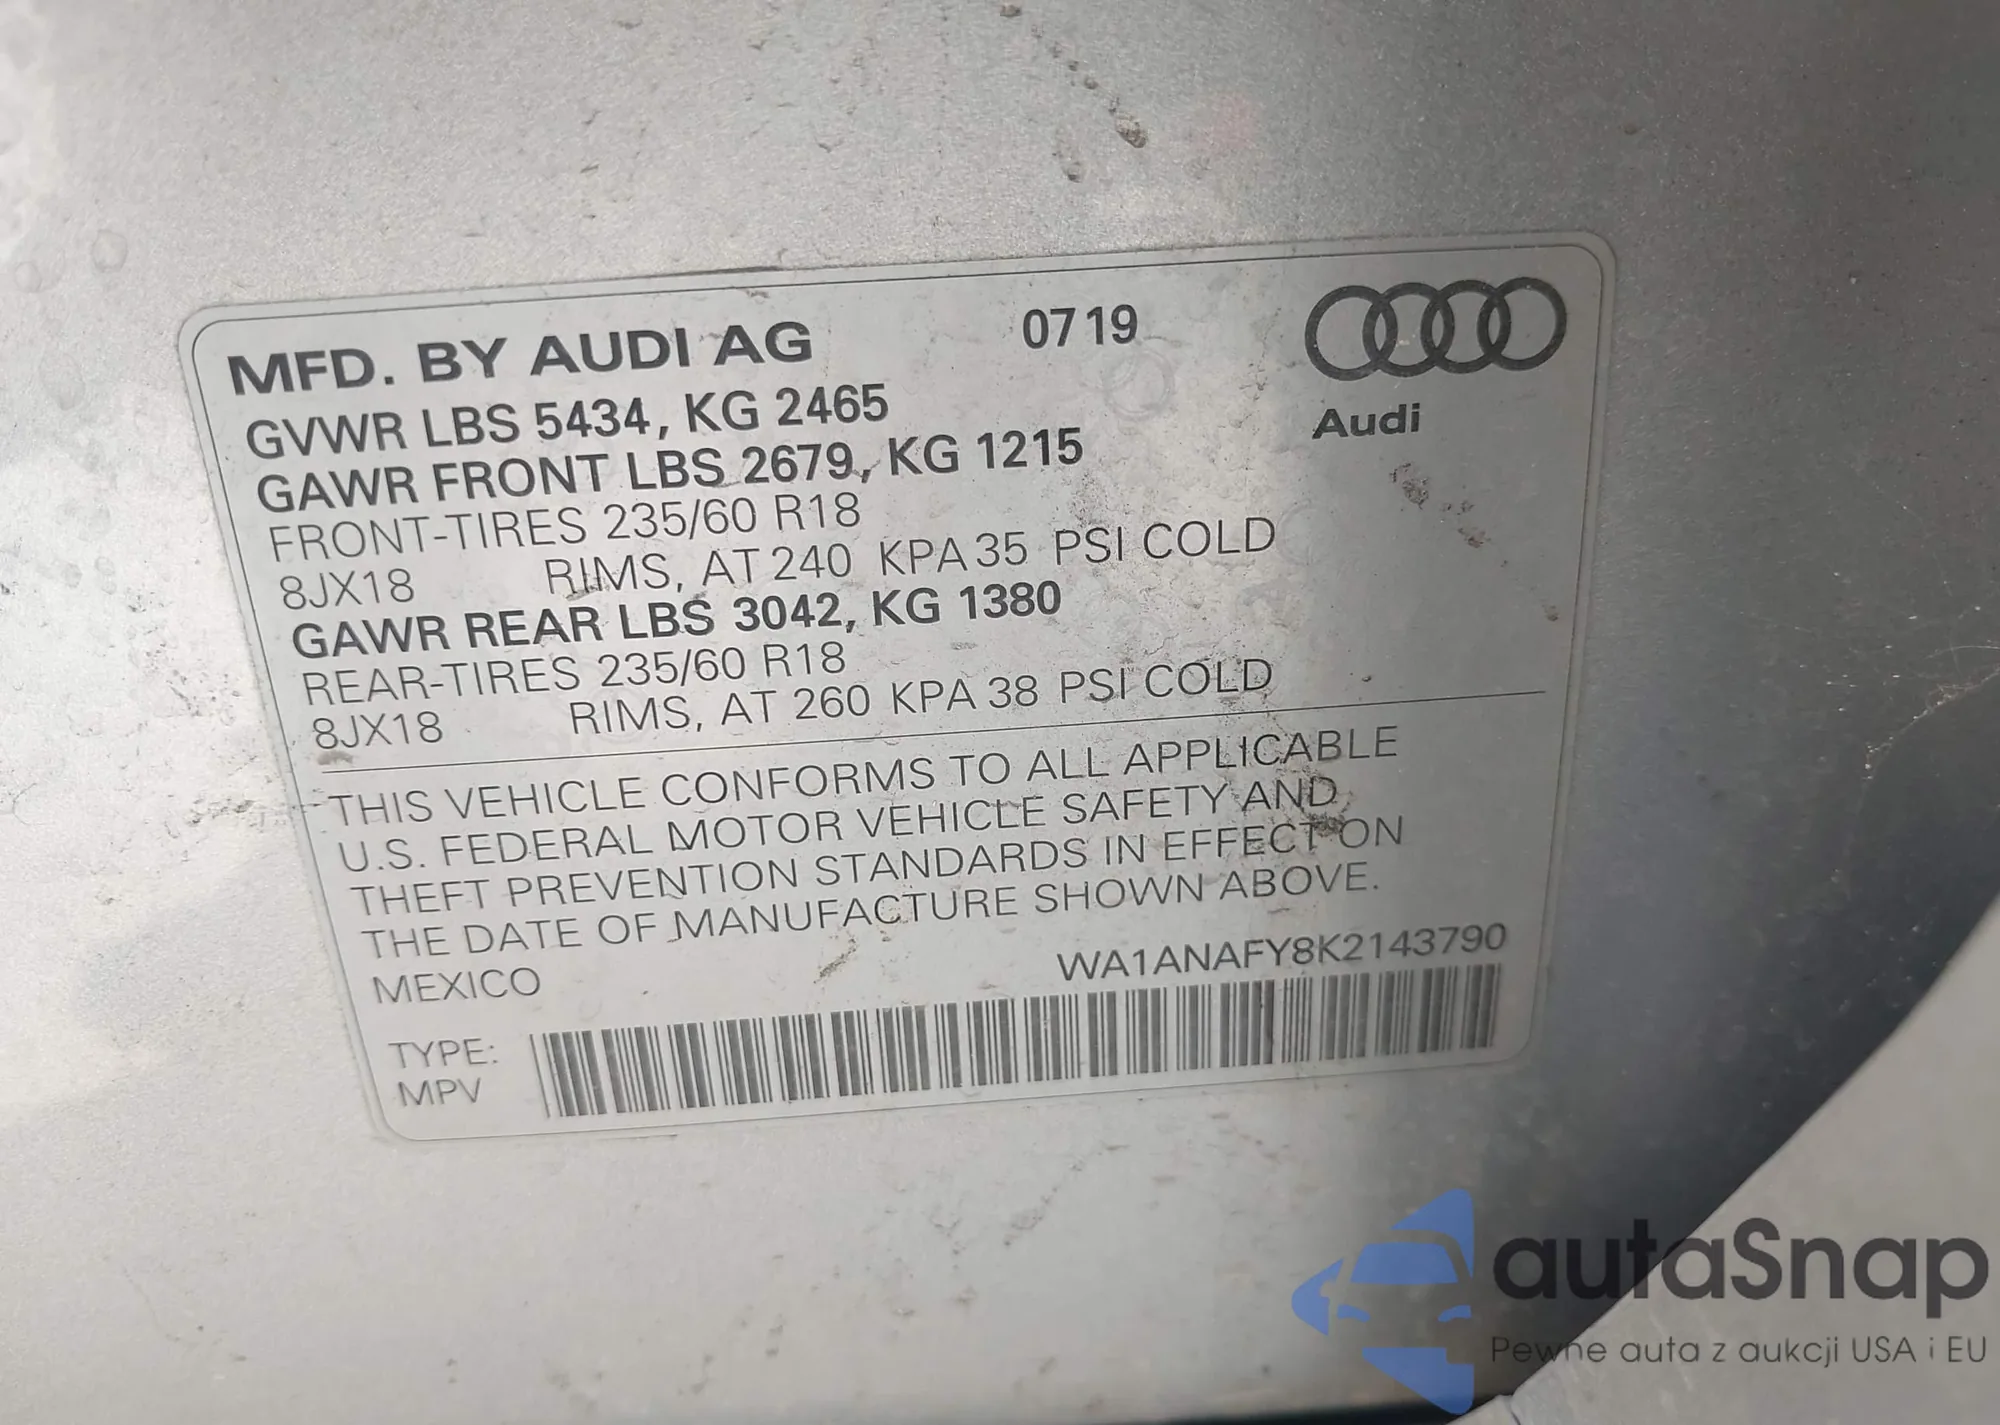 MFD. BY AUDI AG 07 19
Audi
GVWR LBS 5434, KG 2465
GAWR FRONT LBS 2679, KG 1215
FRONT-TIRES 235/60 R18
8JX18 RIMS, AT 240 KPA 35 PSI COLD
GAWR REAR LBS 3042, KG 1380
REAR-TIRES 235/60 R18
8JX18 RIMS, AT 260 KPA 38 PSI COLD
THIS VEHICLE CONFORMS TO ALL APPLICABLE
U.S. FEDERAL MOTOR VEHICLE SAFETY AND
THEFT PREVENTION STANDARDS IN EFFECT ON
THE DATE OF MANUFACTURE SHOWN ABOVE.
MEXICO WA1ANAFY8K2143790
TYPE:
MPV
autaSnap
Pewne auta z aukcji USA i EU